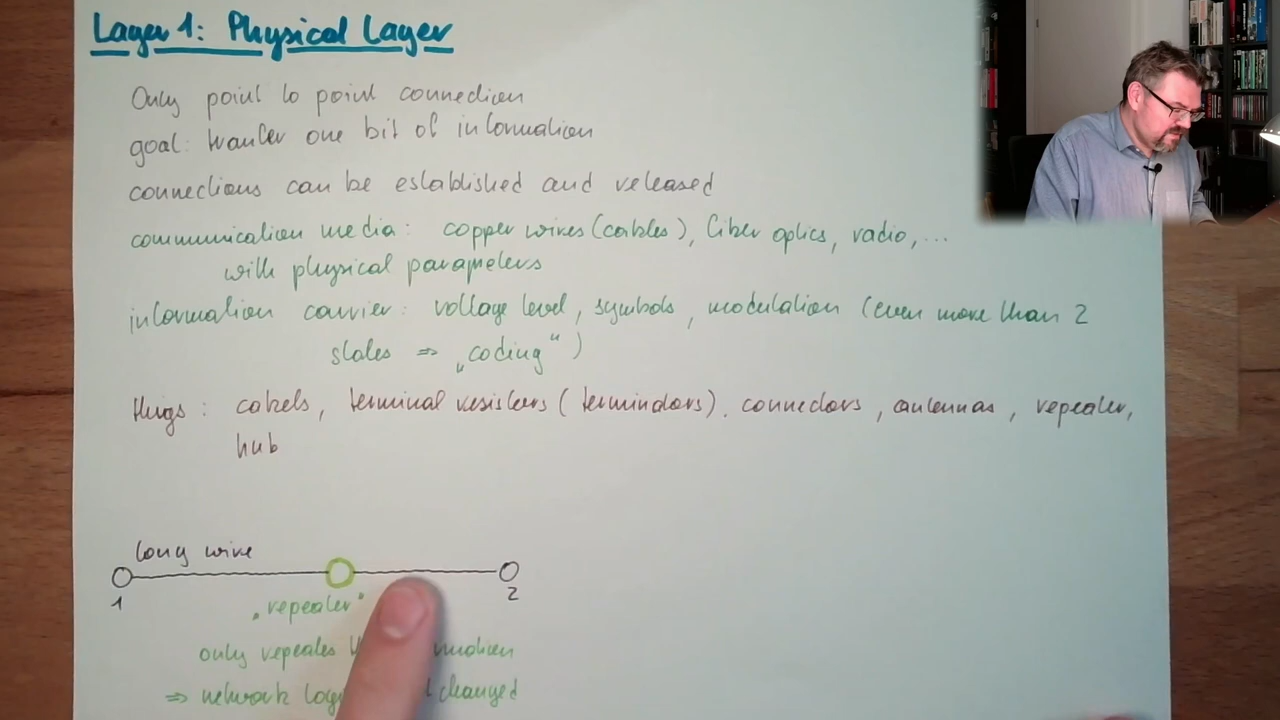 Layer 1: Physical Layer
Only point to point connection
goal: transfer one bit of information
connections can be established and released
communication media: copper wires (cables), fiber optics, radio, ...
with physical parameters
information carrier: voltage level, symbols, modulation (even more than 2
states ⇒ „coding“)
things: cabels, terminal resisters (terminators), connectors, antennas, repeater,
hub
long wire
1
2
„repeater“
only repeates
⇒ network changed